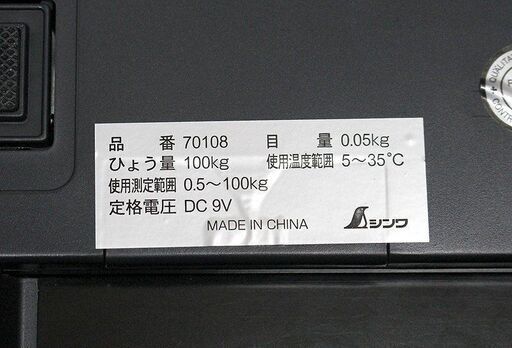 品 番 70108 目 量 0.05kg
ひょう量 100kg 使用温度範囲 5～35℃
使用測定範囲 0.5～100kg
定格電圧 DC 9V
MADE IN CHINA シンワ